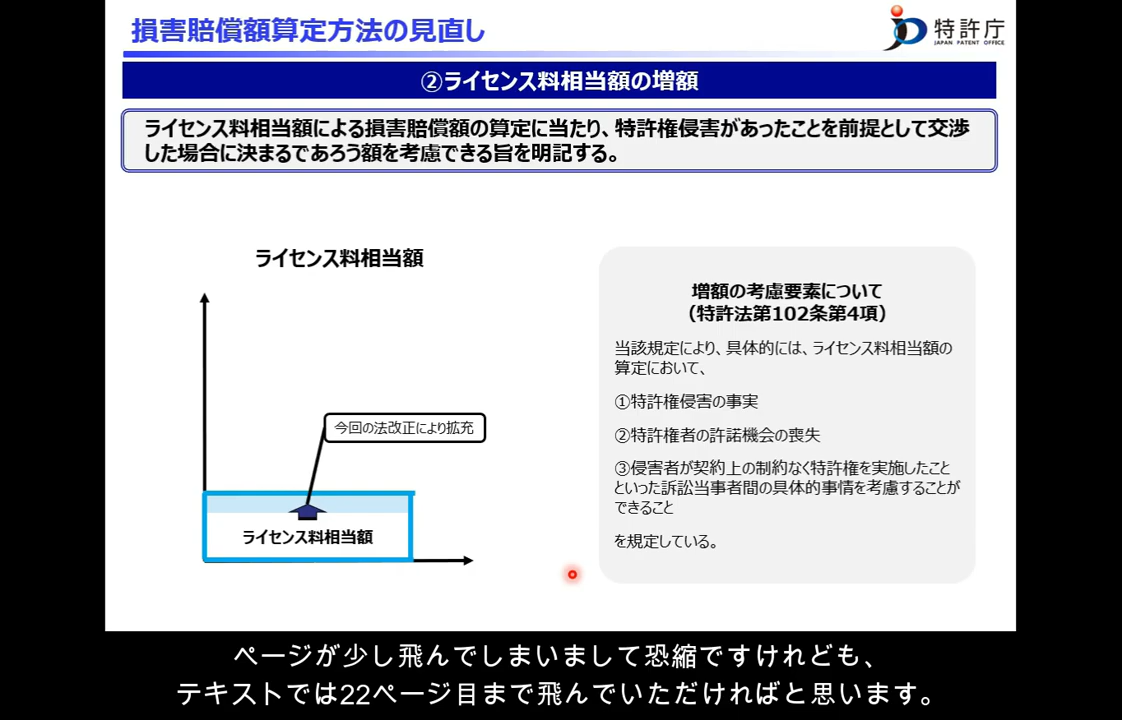 損害賠償額算定方法の見直し
特許庁
JAPAN PATENT OFFICE
②ライセンス料相当額の増額
ライセンス料相当額による損害賠償額の算定に当たり、特許権侵害があったことを前提として交渉
した場合に決まるであろう額を考慮できる旨を明記する。
ライセンス料相当額
今回の法改正により拡充
ライセンス料相当額
増額の考慮要素について
（特許法第102条第4項）
当該規定により、具体的には、ライセンス料相当額の
算定において、
①特許権侵害の事実
②特許権者の許諾機会の喪失
③侵害者が契約上の制約なく特許権を実施したこと
といった訴訟当事者間の具体的事情を考慮することが
できること
を規定している。
ページが少し飛んでしまいまして恐縮ですけれども、
テキストでは22ページ目まで飛んでいただければと思います。